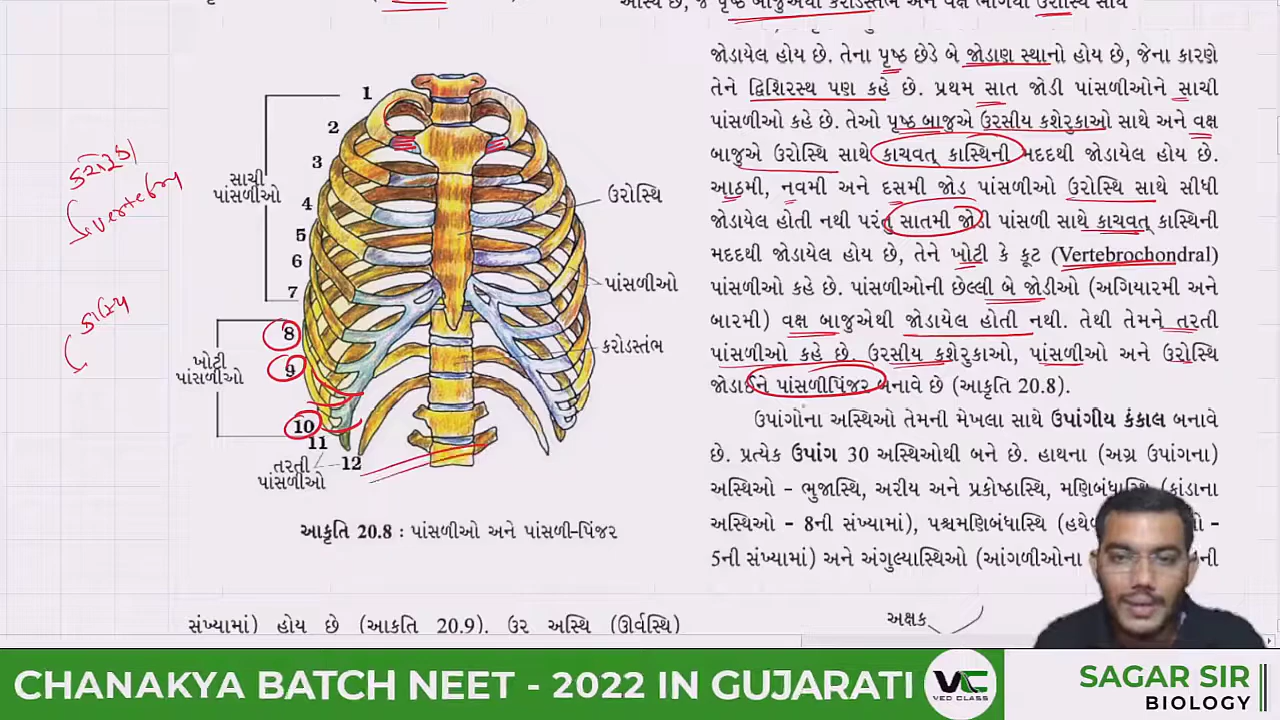 જોડાયેલ હોય છે. તેના પૃષ્ઠ છેડે બે જોડાણ સ્થાનો હોય છે, જેના કારણે
તેને દ્વિશિરસ્થ પણ કહે છે. પ્રથમ સાત જોડી પાંસળીઓને સાચી
પાંસળીઓ કહે છે. તેઓ પૃષ્ઠ બાજુએ ઉરસીય કશેરુકાઓ સાથે અને વક્ષ
બાજુએ ઉરોસ્થિ સાથે કાચવત્ કાસ્થિની મદદથી જોડાયેલ હોય છે.
આઠમી, નવમી અને દસમી જોડ પાંસળીઓ ઉરોસ્થિ સાથે સીધી
જોડાયેલ હોતી નથી પરંતુ સાતમી જોડી પાંસળી સાથે કાચવત્ કાસ્થિની
મદદથી જોડાયેલ હોય છે, તેને ખોટી કે કૂટ (Vertebrochondral)
પાંસળીઓ કહે છે. પાંસળીઓની છેલ્લી બે જોડીઓ (અગિયારમી અને
બારમી) વક્ષ બાજુએથી જોડાયેલ હોતી નથી. તેથી તેમને તરતી
પાંસળીઓ કહે છે. ઉરસીય કશેરુકાઓ, પાંસળીઓ અને ઉરોસ્થિ
જોડાઈને પાંસળીપિંજર બનાવે છે (આકૃતિ 20.8).
ઉપાંગોના અસ્થિઓ તેમની મેખલા સાથે ઉપાંગીય કંકાલ બનાવે
છે. પ્રત્યેક ઉપાંગ 30 અસ્થિઓથી બને છે. હાથના (અગ્ર ઉપાંગના)
અસ્થિઓ – ભુજાસ્થિ, અરીય અને પ્રકોષ્ઠાસ્થિ, મણિબંધાસ્થિ (કાંડાના
અસ્થિઓ - 8ની સંખ્યામાં), પશ્ચમણિબંધાસ્થિ
5ની સંખ્યામાં) અને અંગુલ્યાસ્થિઓ (આંગળીઓના
અક્ષક
1
2
3
4
5
6
7
8
9
10
11
12
સાચી
પાંસળીઓ
ખોટી
પાંસળીઓ
તરતી
પાંસળીઓ
ઉરોસ્થિ
પાંસળીઓ
કરોડસ્તંભ
vertebry
આકૃતિ 20.8 : પાંસળીઓ અને પાંસળી-પિંજર
સંખ્યામાં) હોય છે (આકૃતિ 20.9). ઉર અસ્થિ (ઊર્વસ્થિ)
CHANAKYA BATCH NEET - 2022 IN GUJARATI
VED CLASS
SAGAR SIR
BIOLOGY